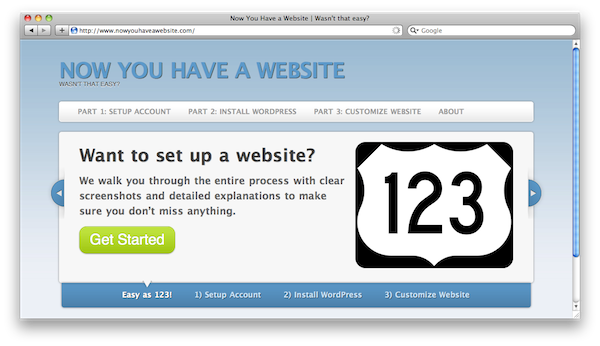 Now You Have a Website | Wasn't that easy?
http://www.nowyouhaveawebsite.com/
Google
NOW YOU HAVE A WEBSITE
WASN'T THAT EASY?
PART 1: SETUP ACCOUNT PART 2: INSTALL WORDPRESS PART 3: CUSTOMIZE WEBSITE ABOUT
Want to set up a website?
We walk you through the entire process with clear
screenshots and detailed explanations to make
sure you don't miss anything.
Get Started
123
Easy as 123! 1) Setup Account 2) Install WordPress 3) Customize Website